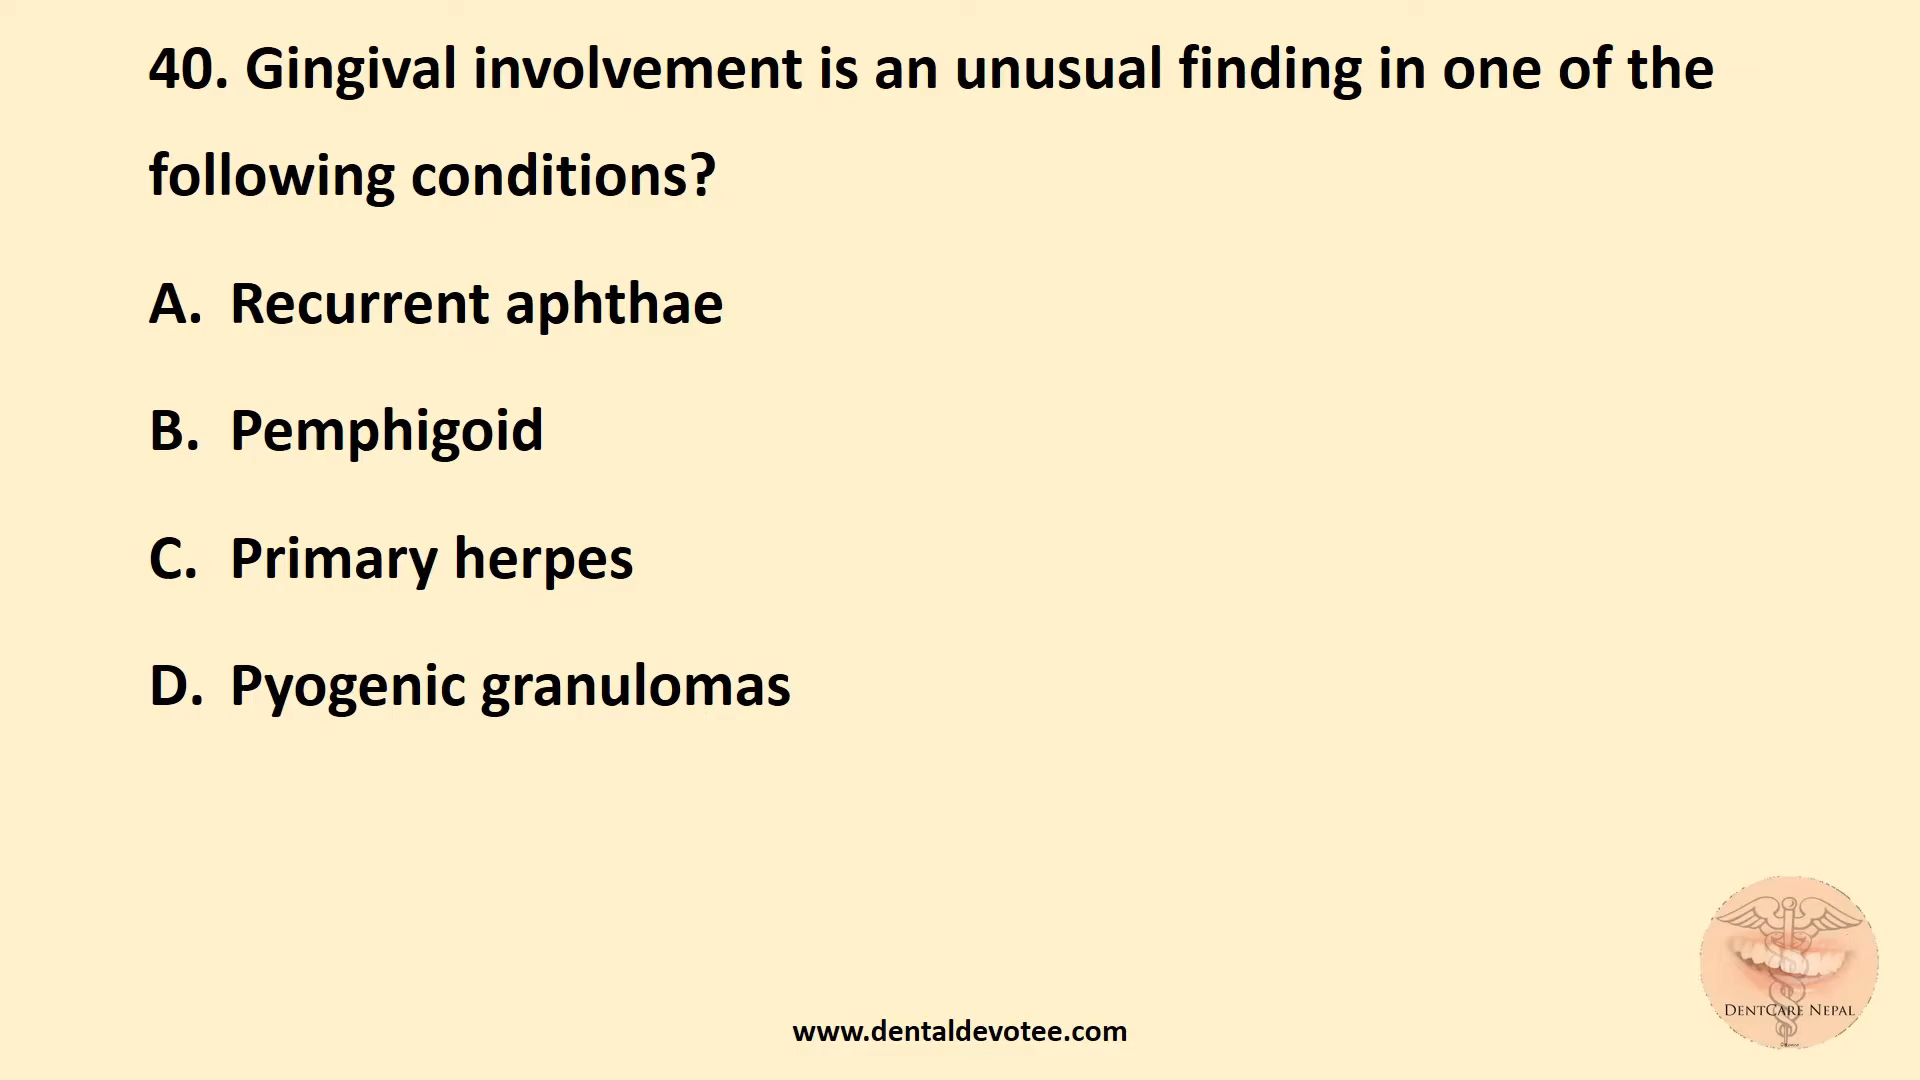 40. Gingival involvement is an unusual finding in one of the
following conditions?
A. Recurrent aphthae
B. Pemphigoid
C. Primary herpes
D. Pyogenic granulomas
DentCare Nepal
www.dentaldevotee.com